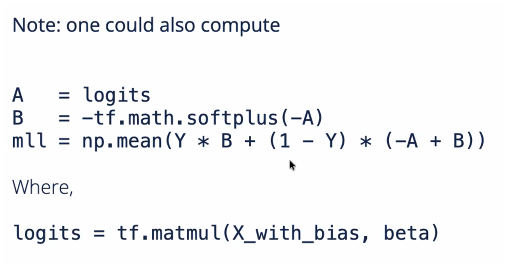 Note: one could also compute
A = logits
B = -tf.math.softplus(-A)
mll = np.mean(Y * B + (1 - Y) * (-A + B))
Where,
logits = tf.matmul(X_with_bias, beta)